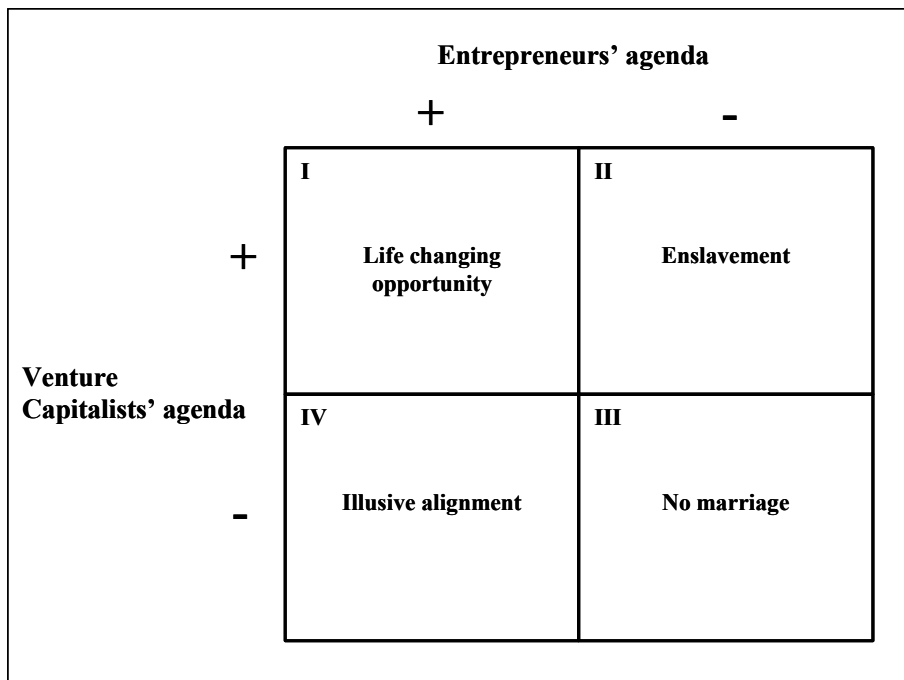 Entrepreneurs’ agenda
+ -
I
II
+
Life changing
opportunity
Enslavement
Venture
Capitalists’ agenda
IV
III
Illusive alignment
No marriage
-